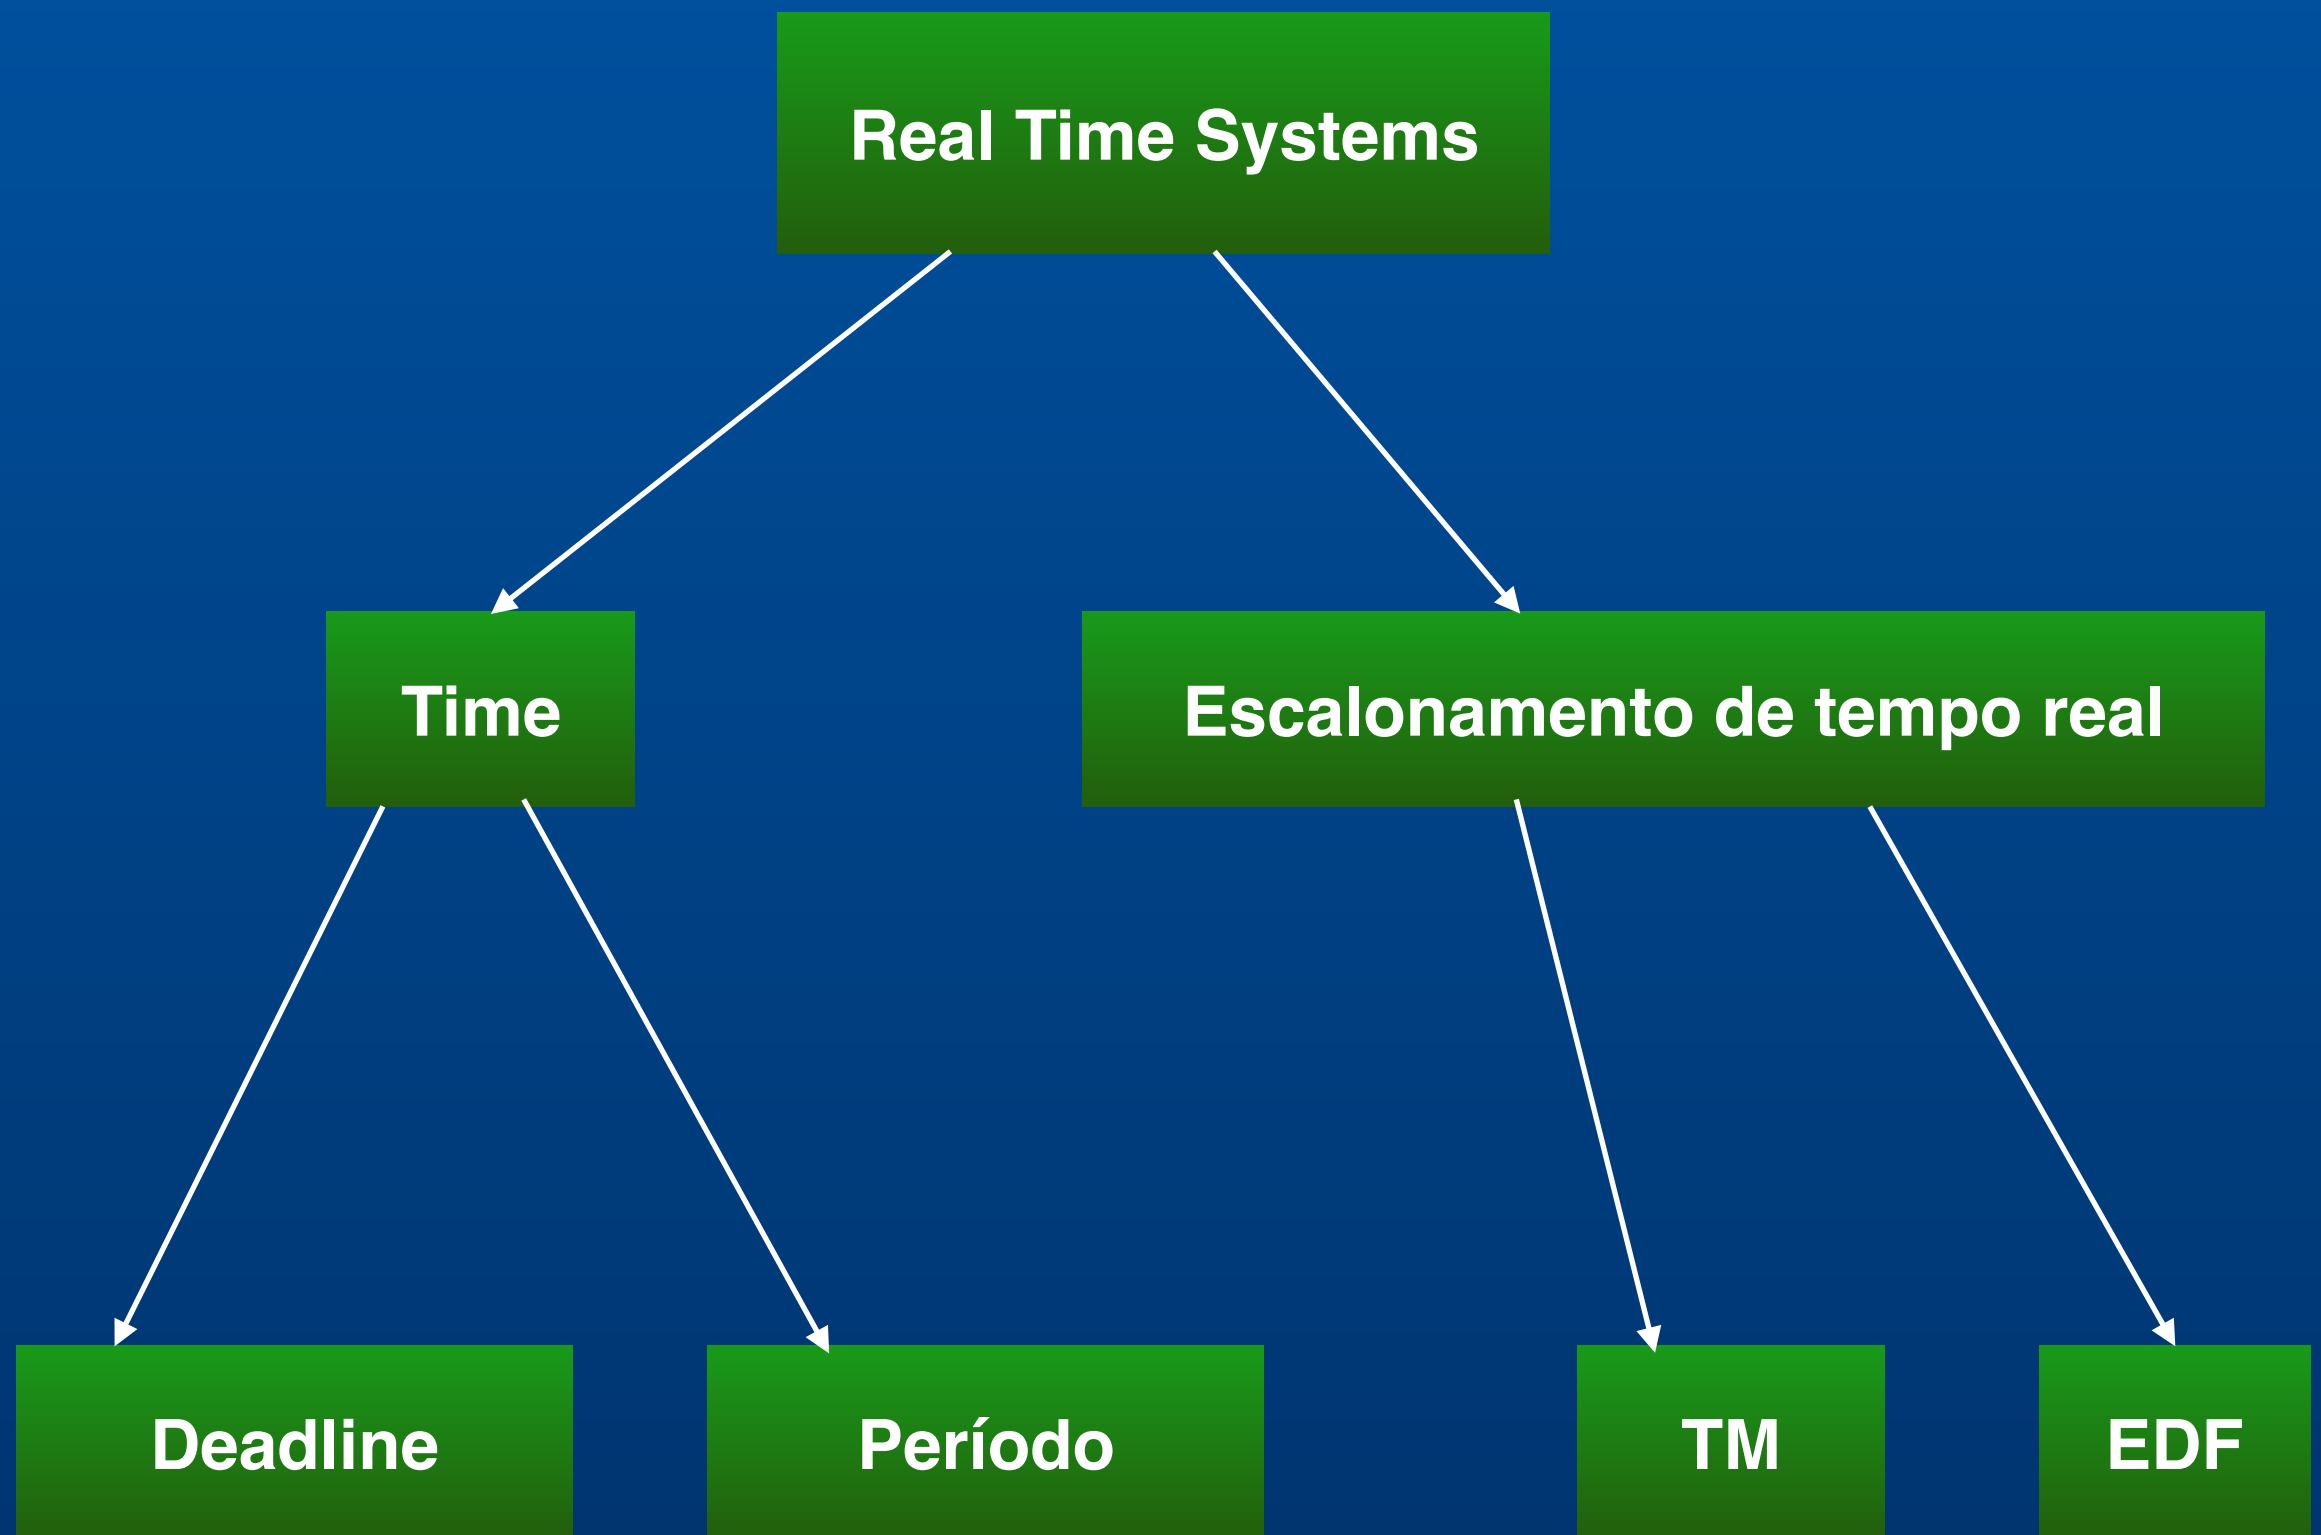 Real Time Systems
Time
Escalonamento de tempo real
Deadline
Período
TM
EDF